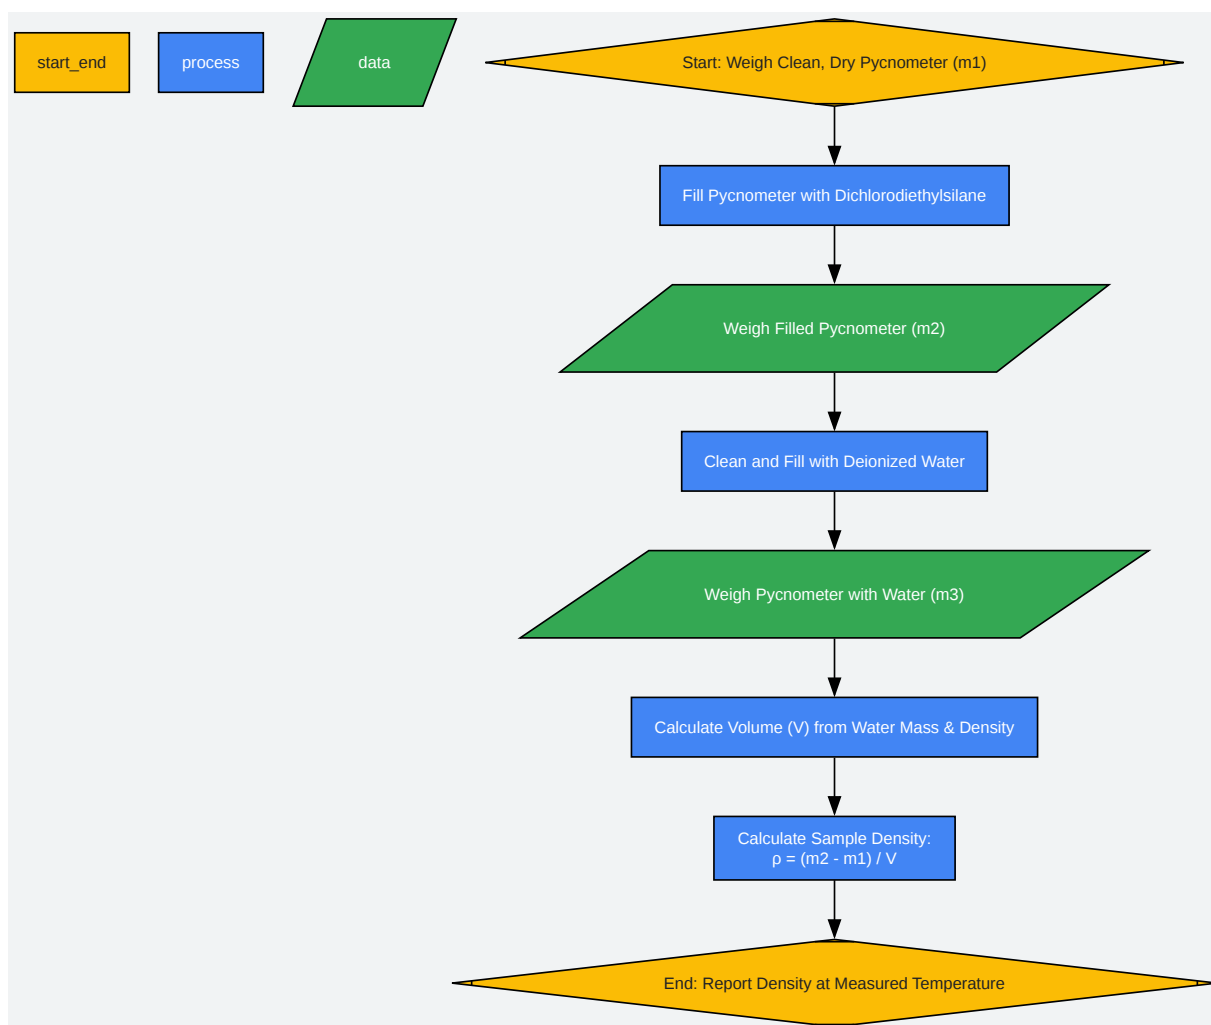 start_end
process
data
Start: Weigh Clean, Dry Pycnometer (m1)
Fill Pycnometer with Dichlorodiethylsilane
Weigh Filled Pycnometer (m2)
Clean and Fill with Deionized Water
Weigh Pycnometer with Water (m3)
Calculate Volume (V) from Water Mass & Density
Calculate Sample Density:
ρ = (m2 - m1) / V
End: Report Density at Measured Temperature